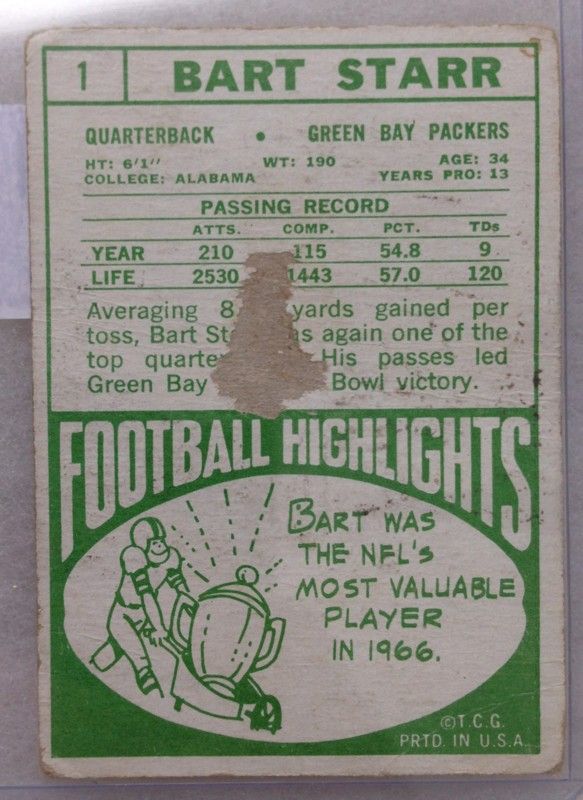 1 BART STARR
QUARTERBACK • GREEN BAY PACKERS
HT: 6'1" WT: 190 AGE: 34
COLLEGE: ALABAMA YEARS PRO: 13
PASSING RECORD
ATTS. COMP. PCT. TDs
YEAR 210 115 54.8 9
LIFE 2530 1443 57.0 120
Averaging 8. yards gained per
toss, Bart again one of the
top His passes led
Green Bay Bowl victory.
FOOTBALL HIGHLIGHTS
BART WAS
THE NFL'S
MOST VALUABLE
PLAYER
IN 1966.
©T.C.G.
PRTD. IN U.S.A.